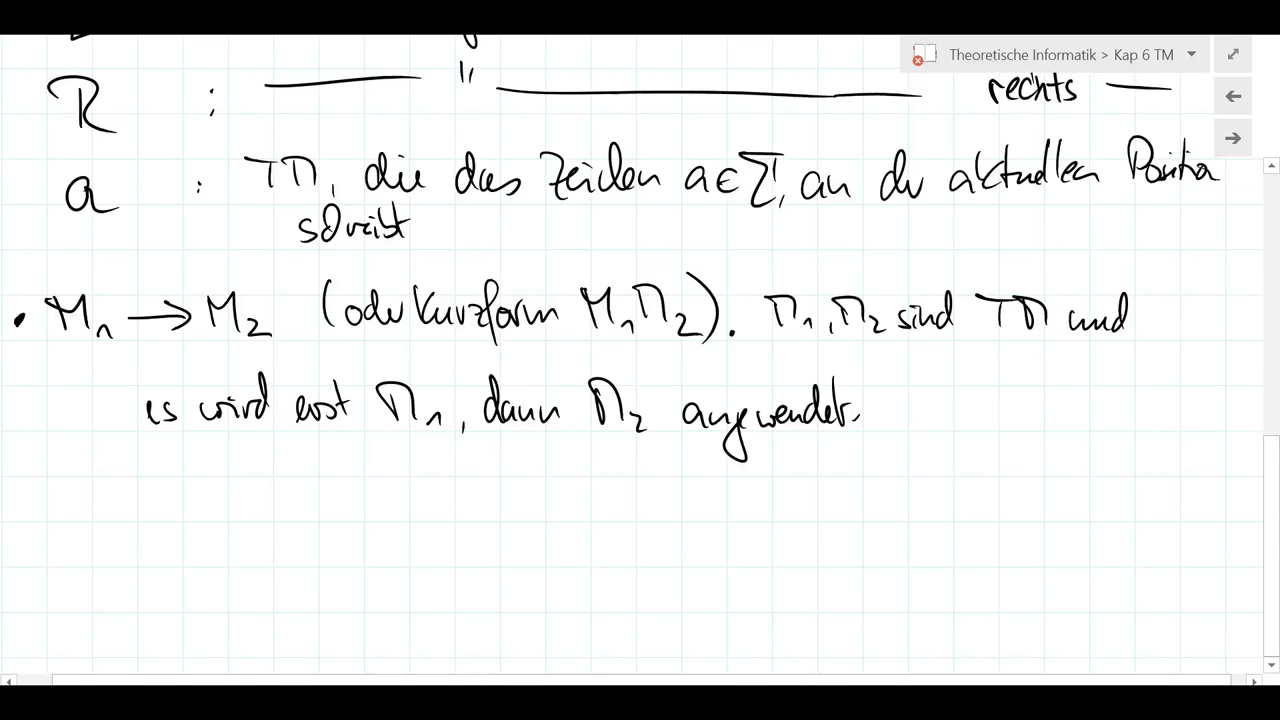 Theoretische Informatik > Kap 6 TM
R : —— " —— rechts ——
a : TM, die das Zeichen a ∈ Σ, an der aktuellen Position
schreibt
• M₁ → M₂ (oder Kurzform M₁M₂). M₁, M₂ sind TM und
es wird erst M₁, dann M₂ angewendet.